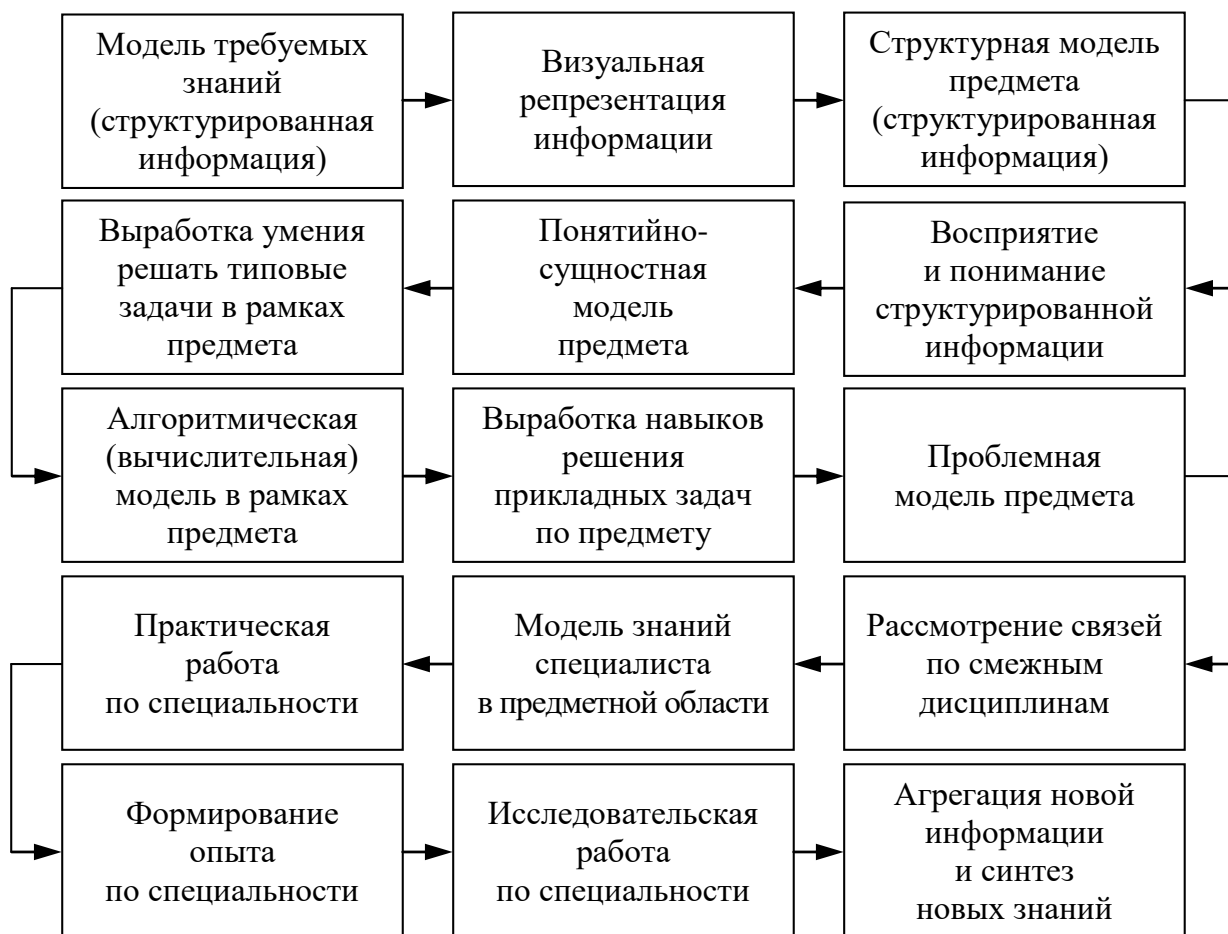 Модель требуемых
знаний
(структурированная
информация)
Визуальная
репрезентация
информации
Структурная модель
предмета
(структурированная
информация)
Выработка умения
решать типовые
задачи в рамках
предмета
Понятийно-
сущностная
модель
предмета
Восприятие
и понимание
структурированной
информации
Алгоритмическая
(вычислительная)
модель в рамках
предмета
Выработка навыков
решения
прикладных задач
по предмету
Проблемная
модель предмета
Практическая
работа
по специальности
Модель знаний
специалиста
в предметной области
Рассмотрение связей
по смежным
дисциплинам
Формирование
опыта
по специальности
Исследовательская
работа
по специальности
Агрегация новой
информации
и синтез
новых знаний